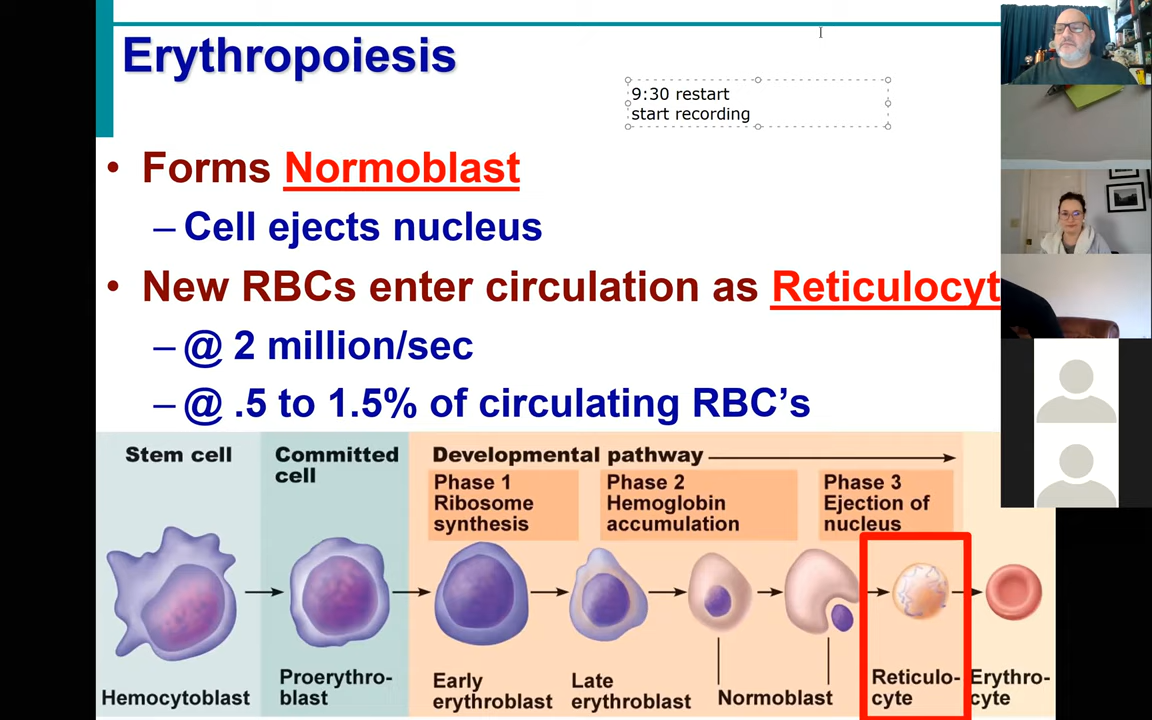 Erythropoiesis
9:30 restart
start recording
• Forms Normoblast
– Cell ejects nucleus
• New RBCs enter circulation as Reticulocyt
– @ 2 million/sec
– @ .5 to 1.5% of circulating RBC’s
Stem cell
Committed
cell
Developmental pathway
Phase 1
Ribosome
synthesis
Phase 2
Hemoglobin
accumulation
Phase 3
Ejection of
nucleus
Hemocytoblast
Proerythro-
blast
Early
erythroblast
Late
erythroblast
Normoblast
Reticulo-
cyte
Erythro-
cyte